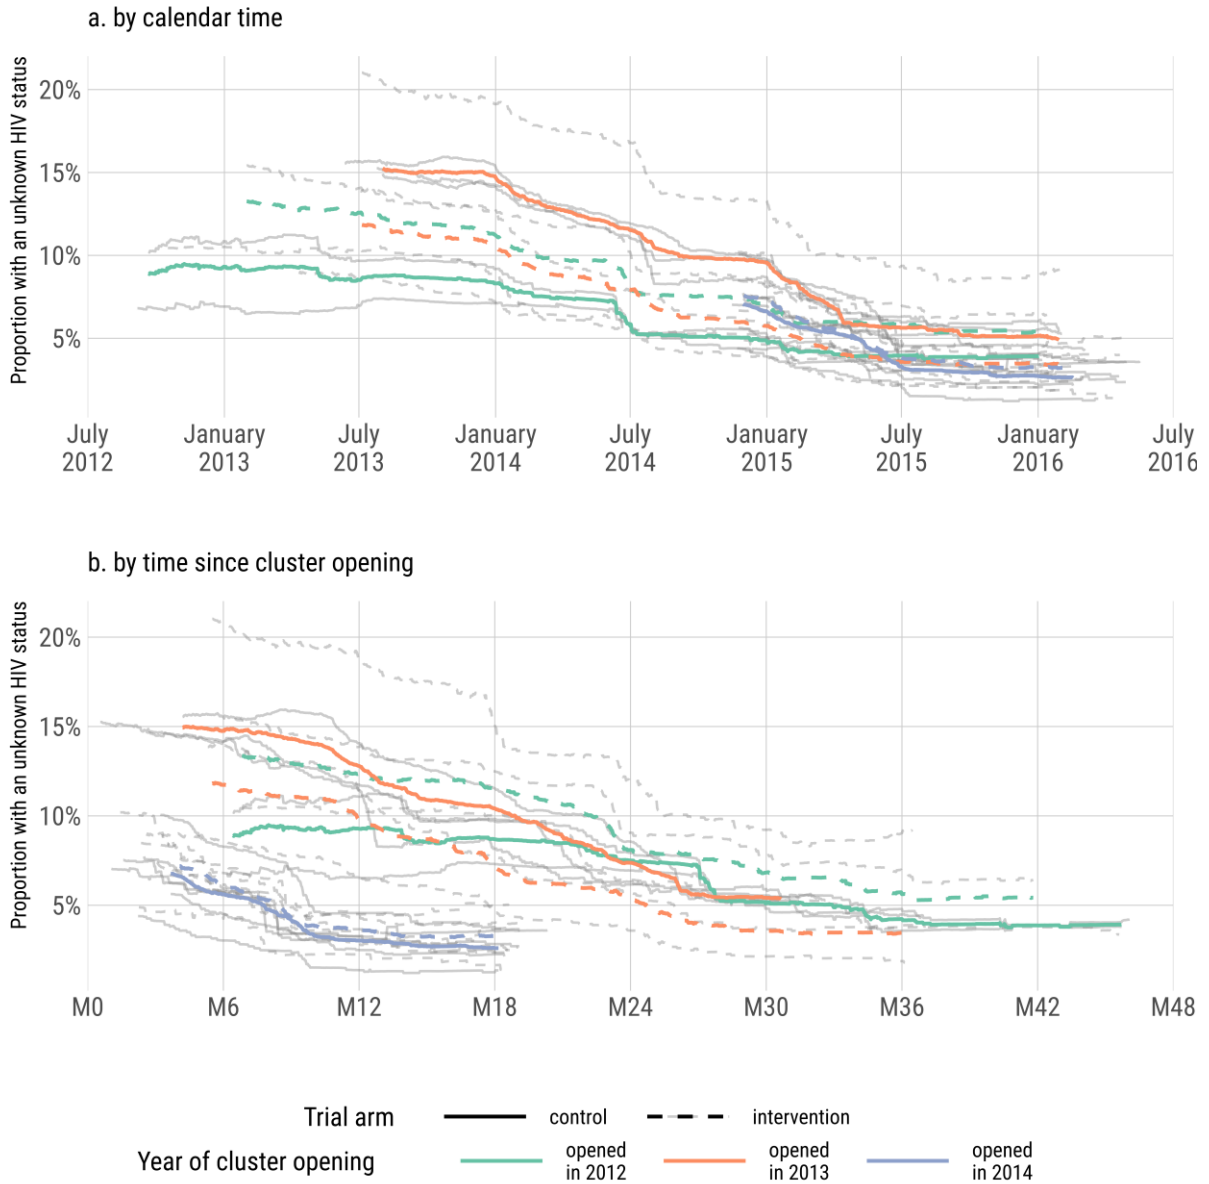 a. by calendar time
Proportion with an unknown HIV status
20%
15%
10%
5%
July January July January July January July January July
2012 2013 2013 2014 2014 2015 2015 2016 2016
b. by time since cluster opening
Proportion with an unknown HIV status
20%
15%
10%
5%
M0 M6 M12 M18 M24 M30 M36 M42 M48
Trial arm control intervention
Year of cluster opening
opened in 2012
opened in 2013
opened in 2014